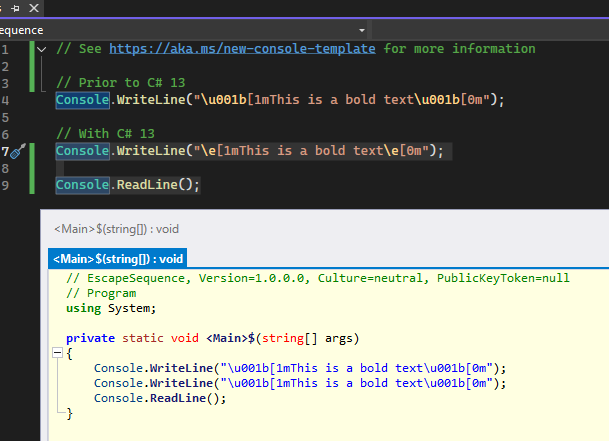 equence
1 // See https://aka.ms/new-console-template for more information
2
3 // Prior to C# 13
4 Console.WriteLine("\u001b[1mThis is a bold text\u001b[0m");
5
6 // With C# 13
7 Console.WriteLine("\e[1mThis is a bold text\e[0m");
8
9 Console.ReadLine();
<Main>$(string[]) : void
<Main>$(string[]) : void
// EscapeSequence, Version=1.0.0.0, Culture=neutral, PublicKeyToken=null
// Program
using System;
private static void <Main>$(string[] args)
{
Console.WriteLine("\u001b[1mThis is a bold text\u001b[0m");
Console.WriteLine("\u001b[1mThis is a bold text\u001b[0m");
Console.ReadLine();
}